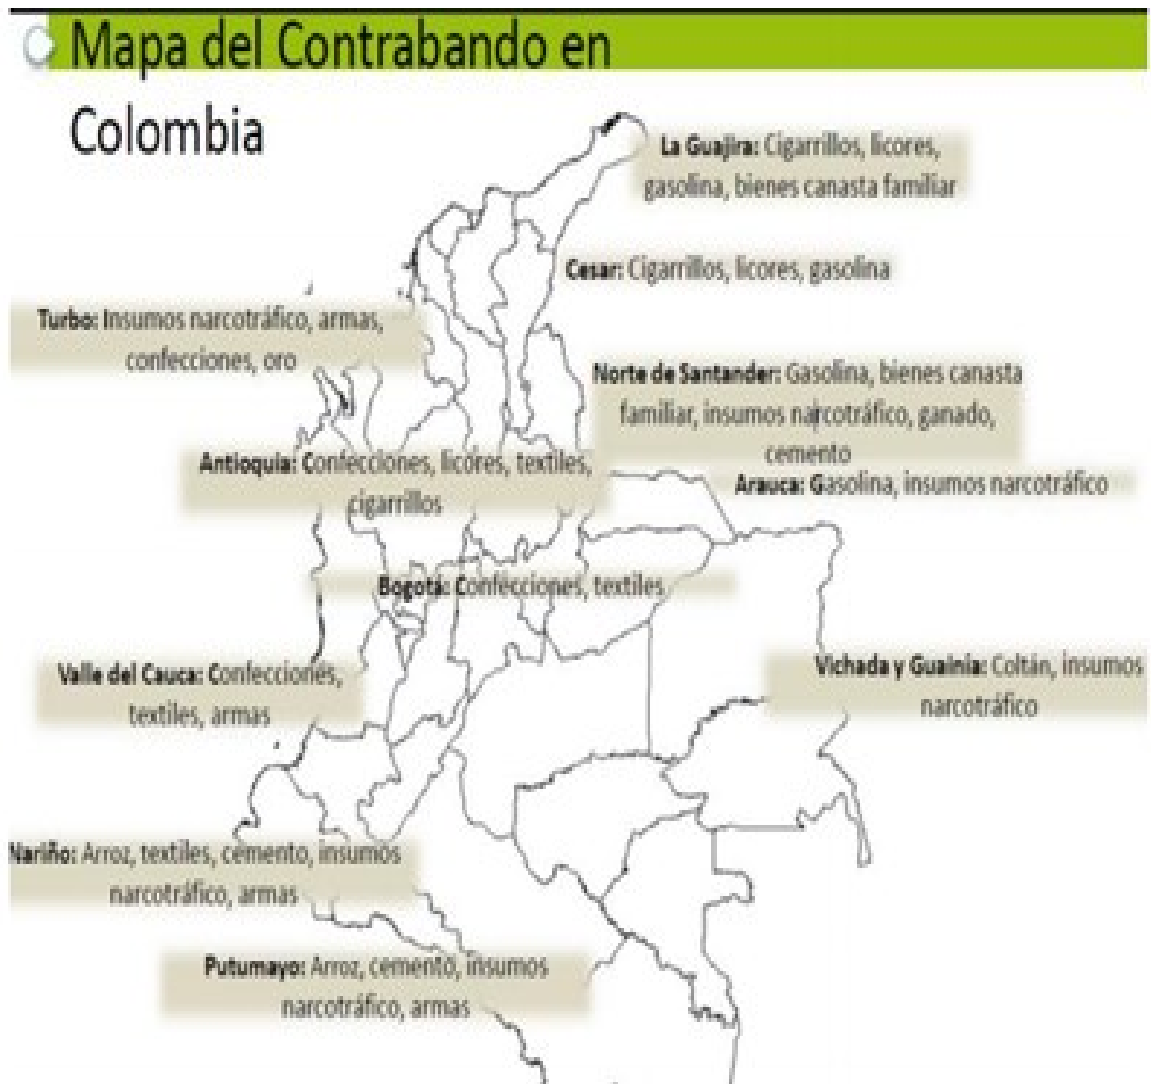 Mapa del Contrabando en
Colombia
La Guajira: Cigarrillos, licores,
gasolina, bienes canasta familiar
Cesar: Cigarrillos, licores, gasolina
Turbo: Insumos narcotráfico, armas,
confecciones, oro
Norte de Santander: Gasolina, bienes canasta
familiar, insumos narcotráfico, ganado,
cemento
Antioquia: Confecciones, licores, textiles,
cigarrillos
Arauca: Gasolina, insumos narcotráfico
Bogotá: Confecciones, textiles
Valle del Cauca: Confecciones,
textiles, armas
Vichada y Guainía: Coltán, insumos
narcotráfico
Nariño: Arroz, textiles, cemento, insumos
narcotráfico, armas
Putumayo: Arroz, cemento, insumos
narcotráfico, armas